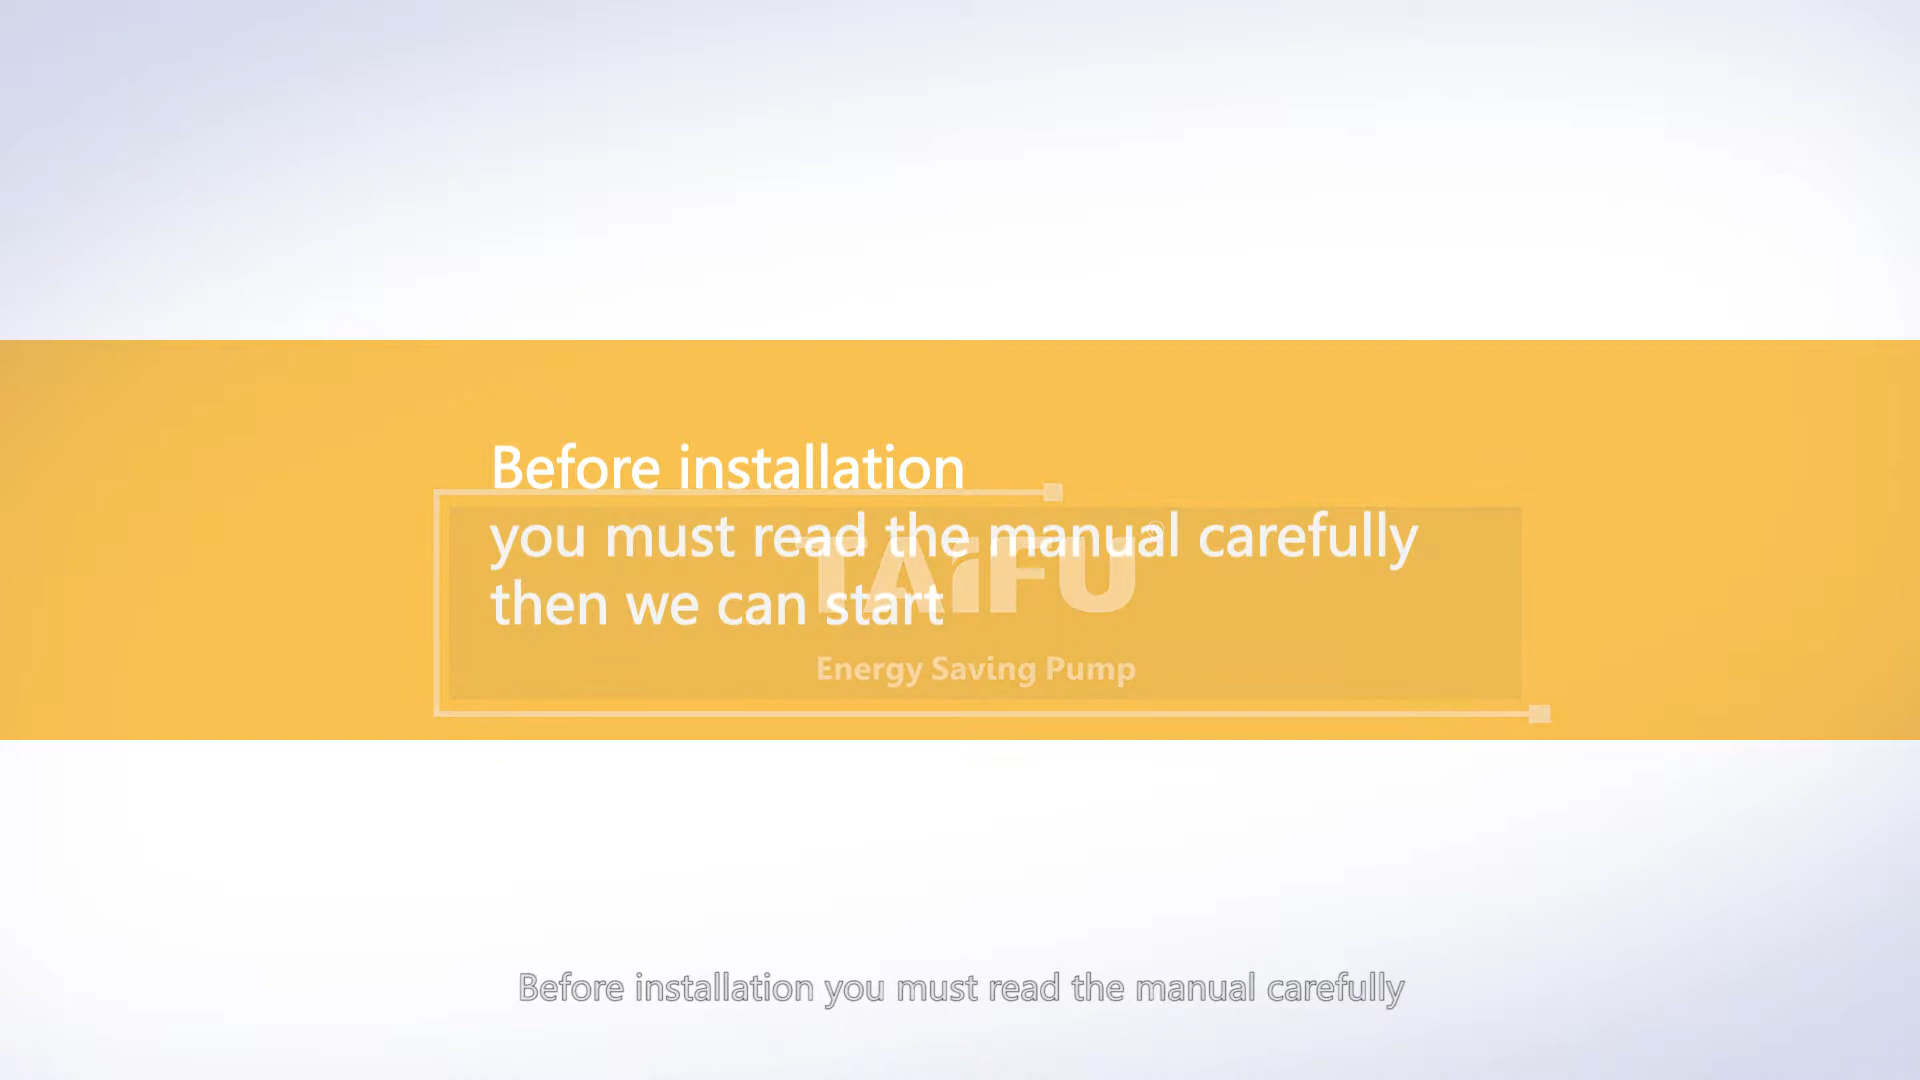 Before installation
you must read the manual carefully
then we can start
TAiFU®
Energy Saving Pump
Before installation you must read the manual carefully